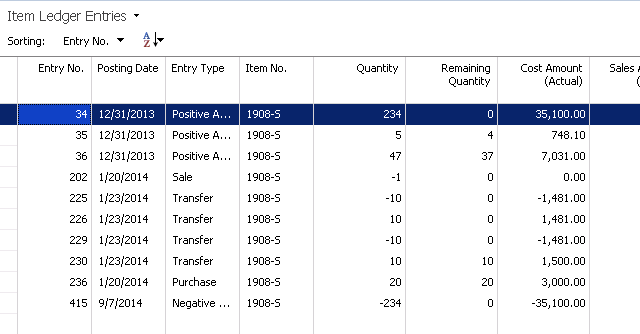 Item Ledger Entries
Sorting: Entry No. AZ
Entry No. Posting Date Entry Type Item No. Quantity Remaining Quantity Cost Amount (Actual) Sales A (
34 12/31/2013 Positive A... 1908-S 234 0 35,100.00
35 12/31/2013 Positive A... 1908-S 5 4 748.10
36 12/31/2013 Positive A... 1908-S 47 37 7,031.00
202 1/20/2014 Sale 1908-S -1 0 0.00
225 1/23/2014 Transfer 1908-S -10 0 -1,481.00
226 1/23/2014 Transfer 1908-S 10 0 1,481.00
229 1/23/2014 Transfer 1908-S -10 0 -1,481.00
230 1/23/2014 Transfer 1908-S 10 10 1,500.00
236 1/20/2014 Purchase 1908-S 20 20 3,000.00
415 9/7/2014 Negative ... 1908-S -234 0 -35,100.00